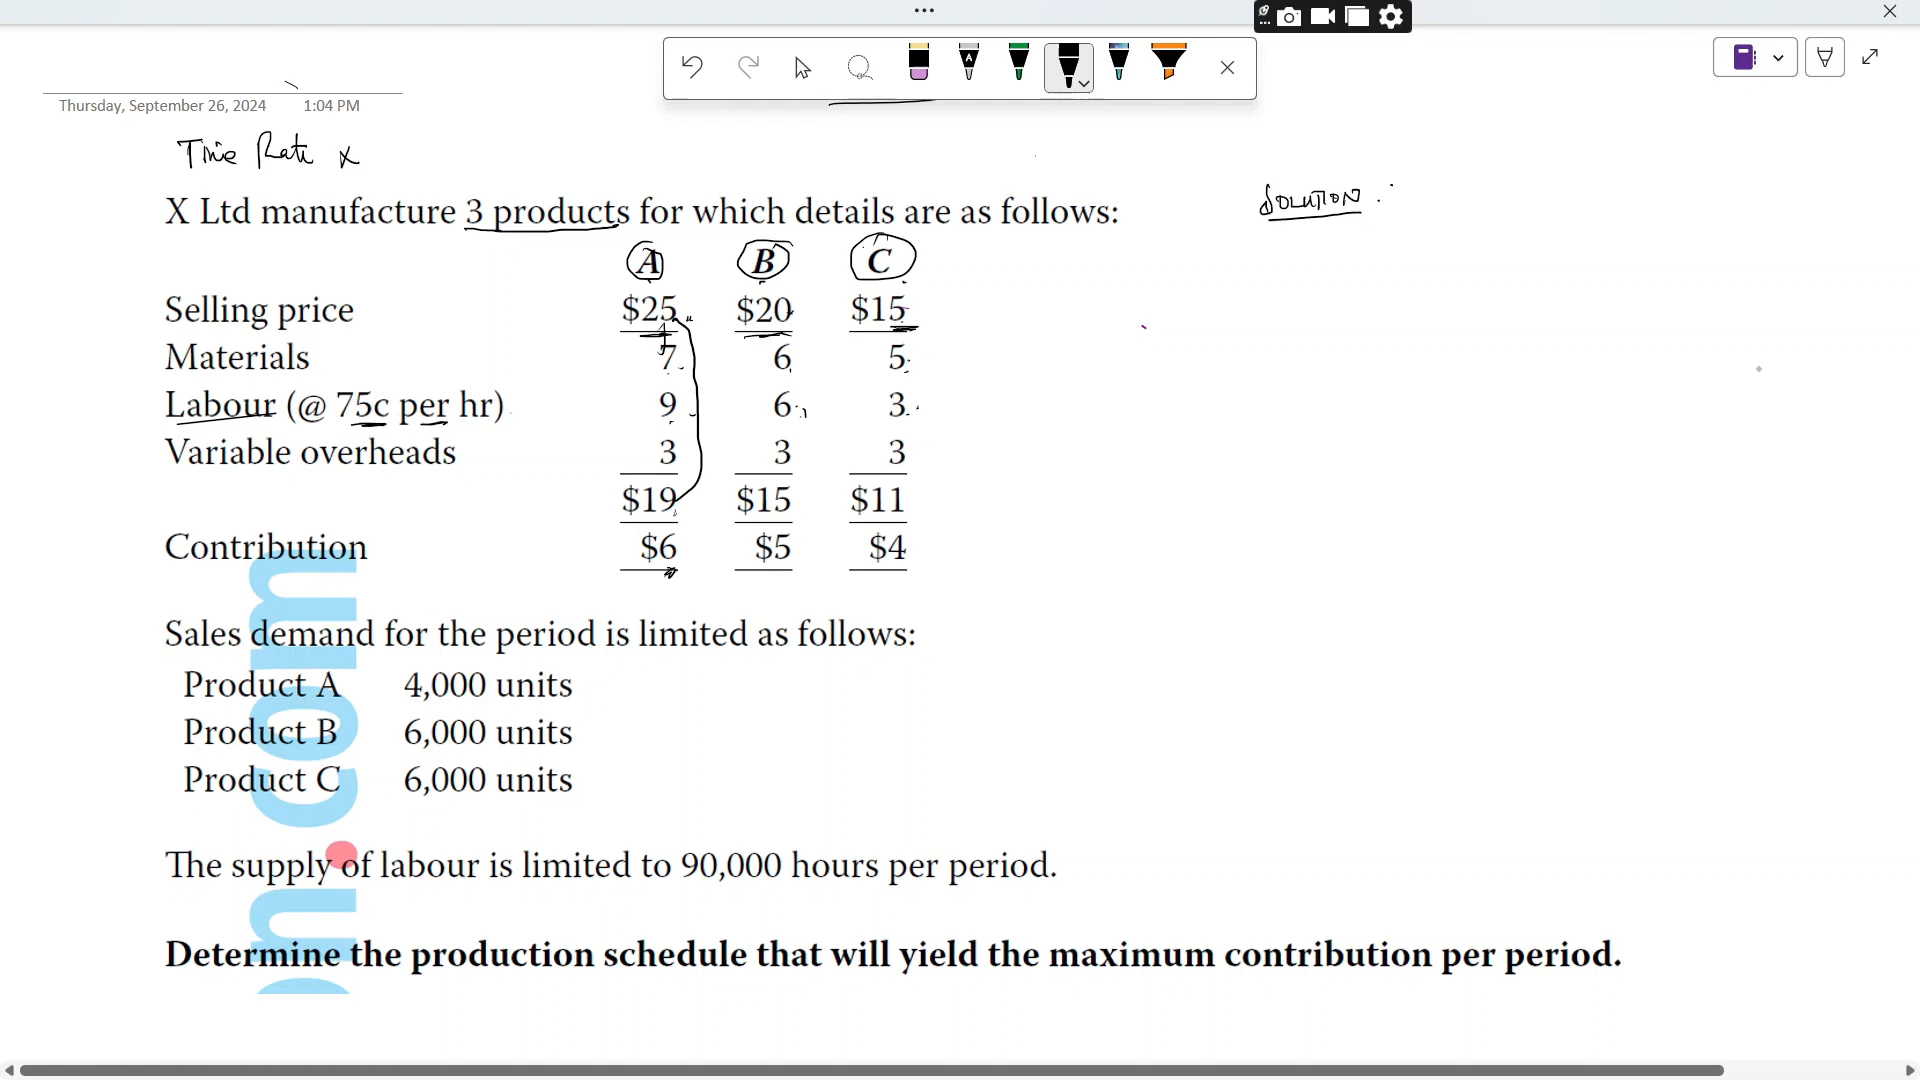 Thursday, September 26, 2024 1:04 PM
Time Rate x
X Ltd manufacture 3 products for which details are as follows:
SOLUTION :
A B C
Selling price $25 $20 $15
Materials 7 6 5
Labour (@ 75c per hr) 9 6 3
Variable overheads 3 3 3
$19 $15 $11
Contribution $6 $5 $4
Sales demand for the period is limited as follows:
Product A 4,000 units
Product B 6,000 units
Product C 6,000 units
The supply of labour is limited to 90,000 hours per period.
Determine the production schedule that will yield the maximum contribution per period.
n.com